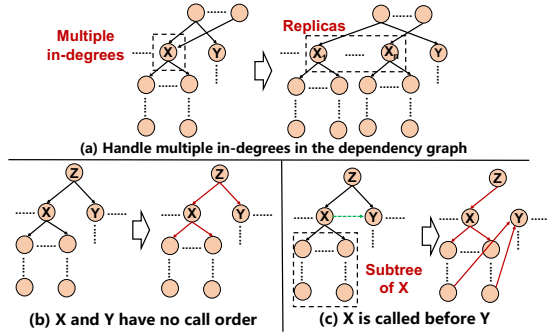 Multiple
in-degrees
X
Y
Replicas
X1
Xn
Y
(a) Handle multiple in-degrees in the dependency graph
Z
X
Y
Z
X
Y
(b) X and Y have no call order
Z
X
Y
Subtree
of X
Z
X
Y
(c) X is called before Y